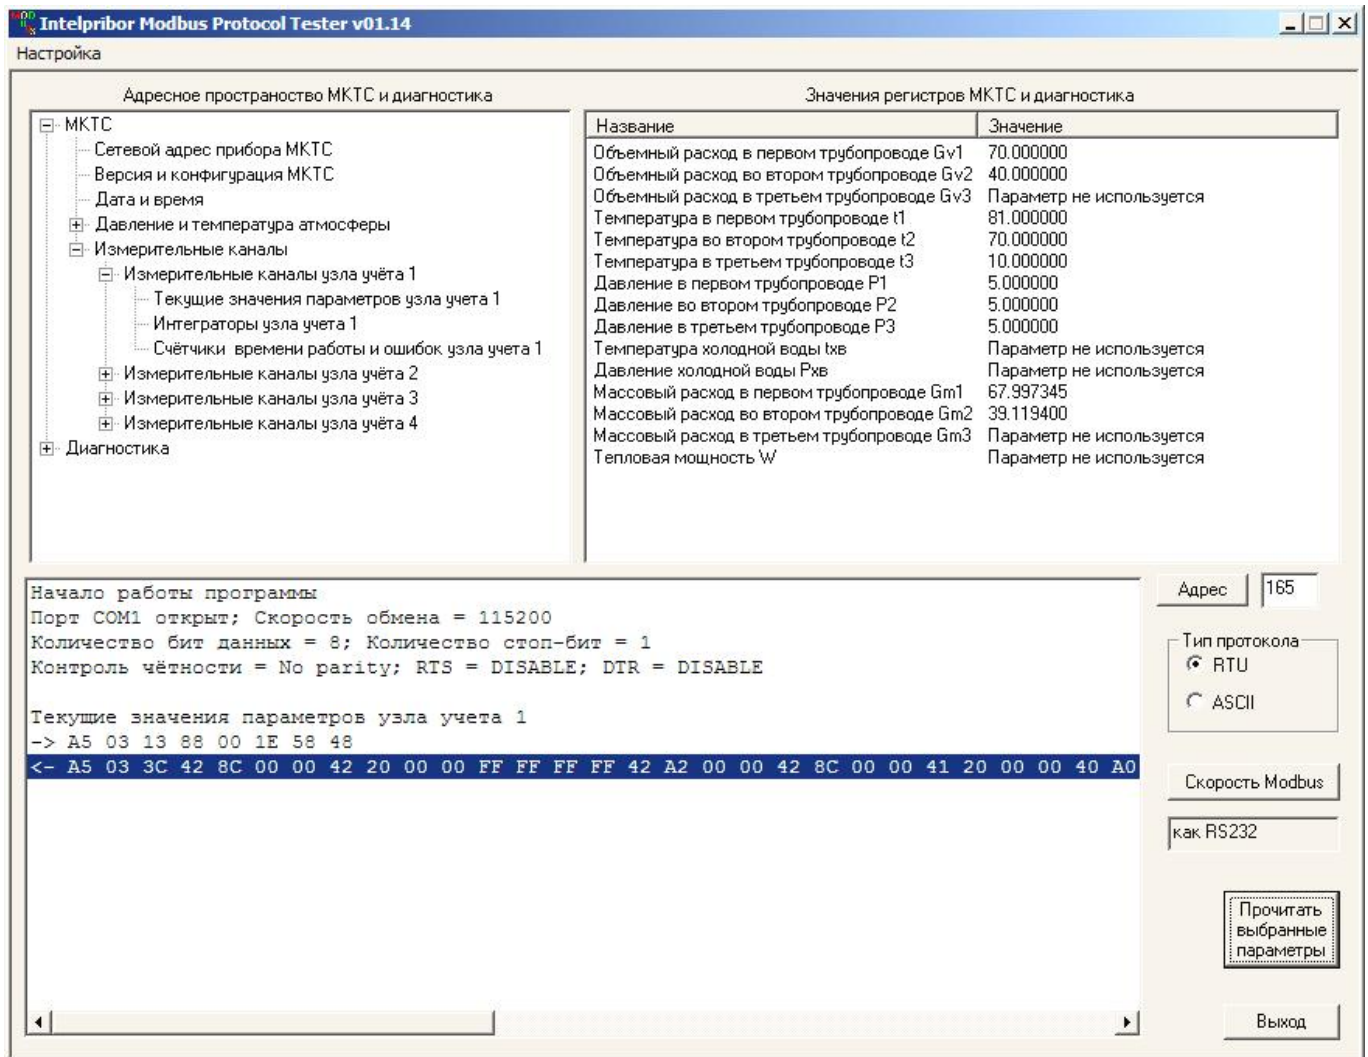 Intelpribor Modbus Protocol Tester v01.14
Настройка
Адресноеространоство МКТС и диагностика
МКТС
Сетевой адрес прибора МКТС
Версия и конфигурация МКТС
Дата и время
Давление и температура атмосферы
Измерительные каналы
Измерительные каналы узла учёта 1
Текущие значения параметров узла учета 1
Интеграторы узла учета 1
Счётчики времени работы и ошибок узла учета 1
Измерительные каналы узла учёта 2
Измерительные каналы узла учёта 3
Измерительные каналы узла учёта 4
Диагностика
Значения регистров МКТС и диагностика
Название Значение
Объемный расход в первом трубопроводе Gv1 70.000000
Объемный расход во втором трубопроводе Gv2 40.000000
Объемный расход в третьем трубопроводе Gv3 Параметр не используется
Температура в первом трубопроводе t1 81.000000
Температура во втором трубопроводе t2 70.000000
Температура в третьем трубопроводе t3 10.000000
Давление в первом трубопроводе P1 5.000000
Давление во втором трубопроводе P2 5.000000
Давление в третьем трубопроводе P3 5.000000
Температура холодной воды tхв Параметр не используется
Давление холодной воды Pхв Параметр не используется
Массовый расход в первом трубопроводе Gm1 67.997345
Массовый расход во втором трубопроводе Gm2 39.119400
Массовый расход в третьем трубопроводе Gm3 Параметр не используется
Тепловая мощность W Параметр не используется
Начало работы программы
Порт COM1 открыт; Скорость обмена = 115200
Количество бит данных = 8; Количество стоп-бит = 1
Контроль чётности = No parity; RTS = DISABLE; DTR = DISABLE
Текущие значения параметров узла учета 1
-> A5 03 13 88 00 1E 58 48
<- A5 03 3C 42 8C 00 00 42 20 00 00 FF FF FF FF 42 A2 00 00 42 8C 00 00 41 20 00 00 40 A0
Адрес 165
Тип протокола
RTU
ASCII
Скорость Modbus
как RS232
Прочитать
выбранные
параметры
Выход